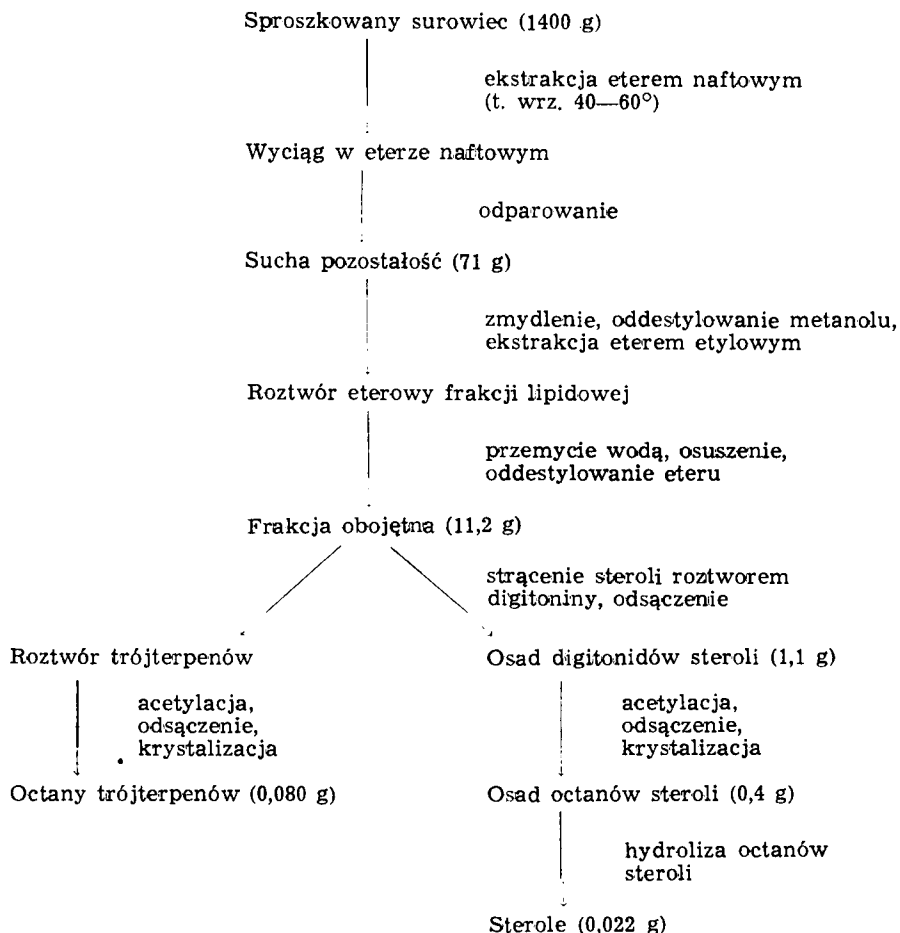 Sproszkowany surowiec (1400 g)
ekstrakcja eterem naftowym
(t. wrz. 40—60°)
Wyciąg w eterze naftowym
odparowanie
Sucha pozostałość (71 g)
zmydlenie, oddestylowanie metanolu,
ekstrakcja eterem etylowym
Roztwór eterowy frakcji lipidowej
przemycie wodą, osuszenie,
oddestylowanie eteru
Frakcja obojętna (11,2 g)
strącenie steroli roztworem
digitoniny, odsączenie
Roztwór trójterpenów
Osad digitonidów steroli (1,1 g)
acetylacja,
odsączenie,
krystalizacja
acetylacja,
odsączenie,
krystalizacja
Octany trójterpenów (0,080 g)
Osad octanów steroli (0,4 g)
hydroliza octanów
steroli
Sterole (0,022 g)